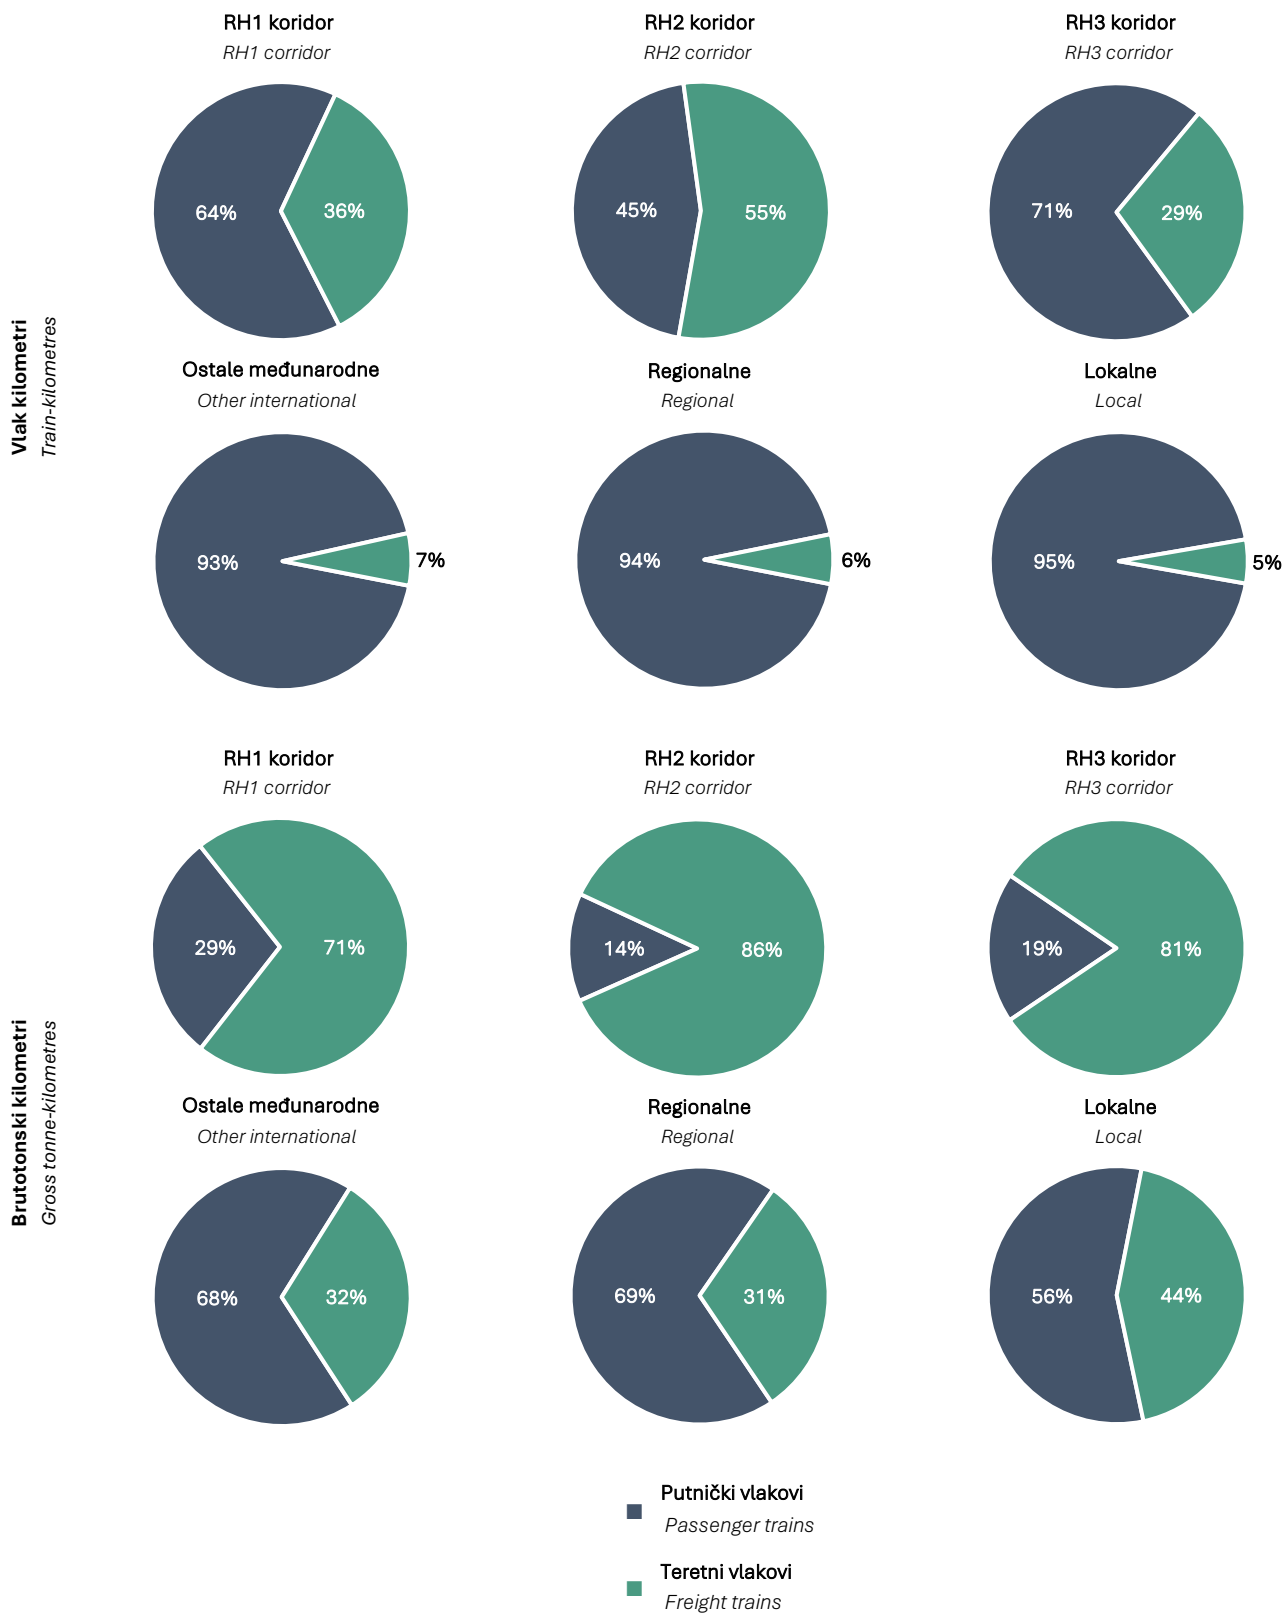 RH1 koridor
RH1 corridor
RH2 koridor
RH2 corridor
RH3 koridor
RH3 corridor
64%
36%
45%
55%
71%
29%
Vlak kilometri
Train-kilometres
Ostale međunarodne
Other international
Regionalne
Regional
Lokalne
Local
93%
7%
94%
6%
95%
5%
RH1 koridor
RH1 corridor
RH2 koridor
RH2 corridor
RH3 koridor
RH3 corridor
29%
71%
14%
86%
19%
81%
Brutotonski kilometri
Gross tonne-kilometres
Ostale međunarodne
Other international
Regionalne
Regional
Lokalne
Local
68%
32%
69%
31%
56%
44%
Putnički vlakovi
Passenger trains
Teretni vlakovi
Freight trains